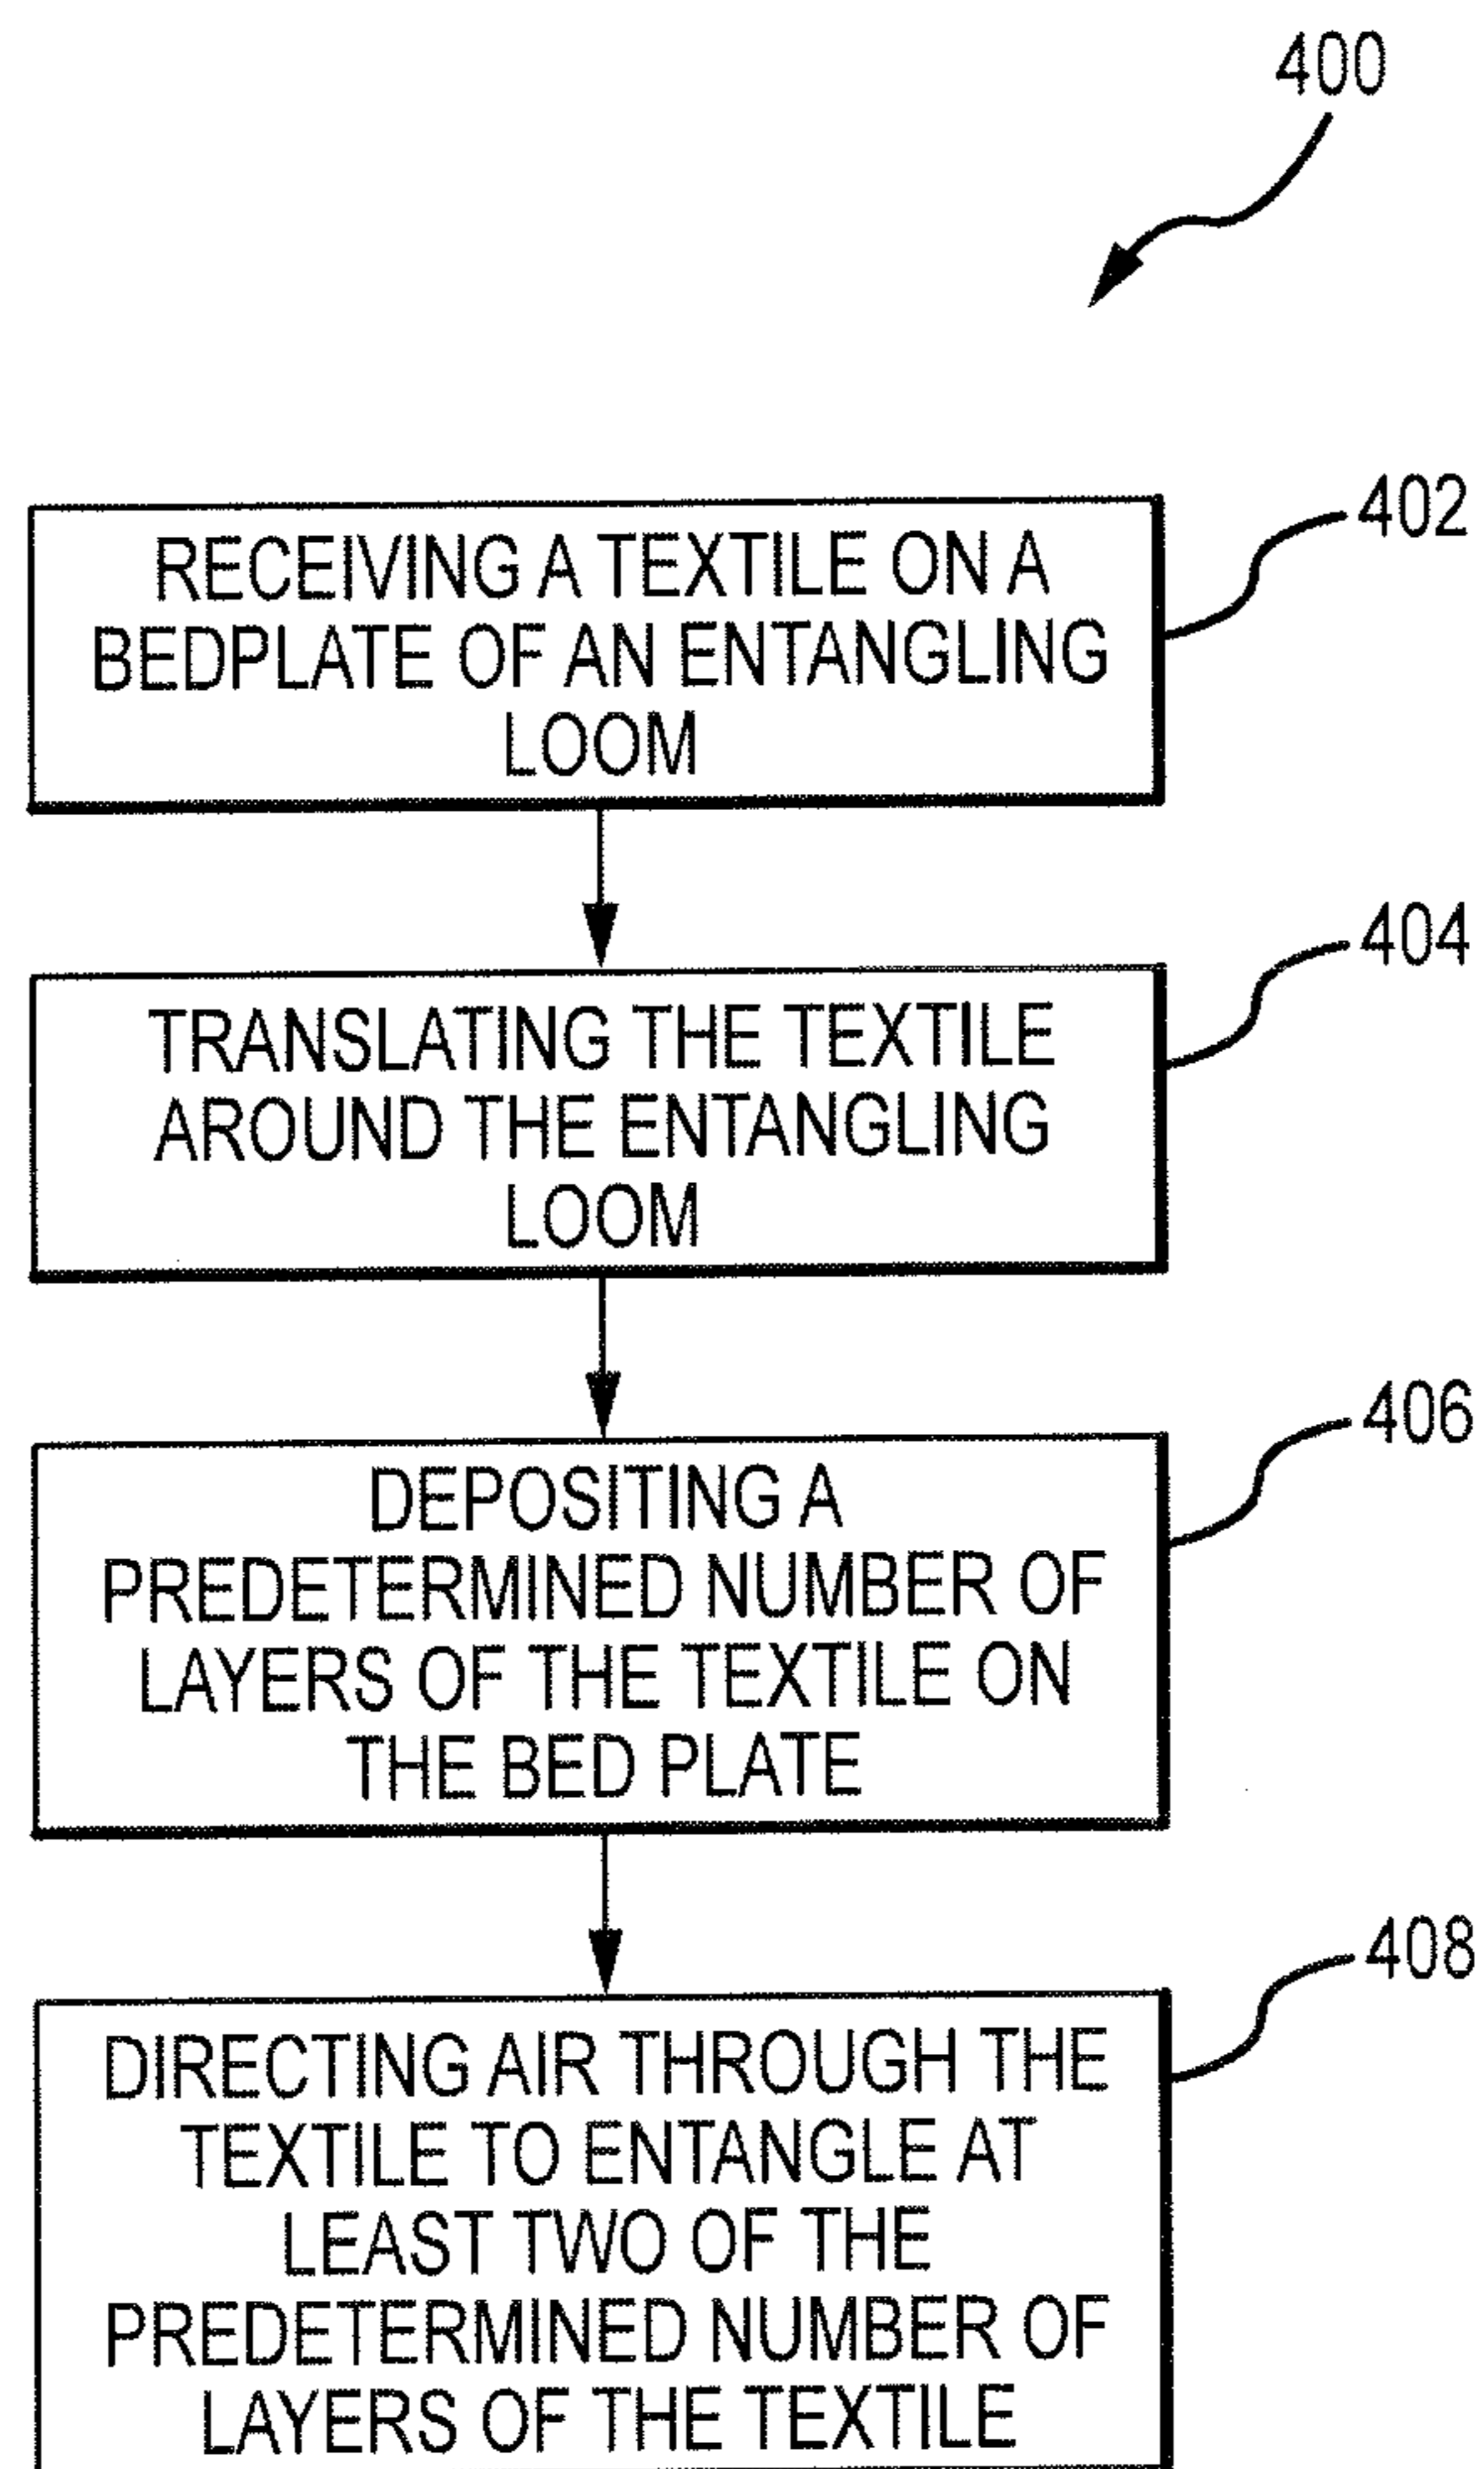 400
RECEIVING A TEXTILE ON A
BEDPLATE OF AN ENTANGLING
LOOM
402
TRANSLATING THE TEXTILE
AROUND THE ENTANGLING
LOOM
404
DEPOSITING A
PREDETERMINED NUMBER OF
LAYERS OF THE TEXTILE ON
THE BED PLATE
406
DIRECTING AIR THROUGH THE
TEXTILE TO ENTANGLE AT
LEAST TWO OF THE
PREDETERMINED NUMBER OF
LAYERS OF THE TEXTILE
408